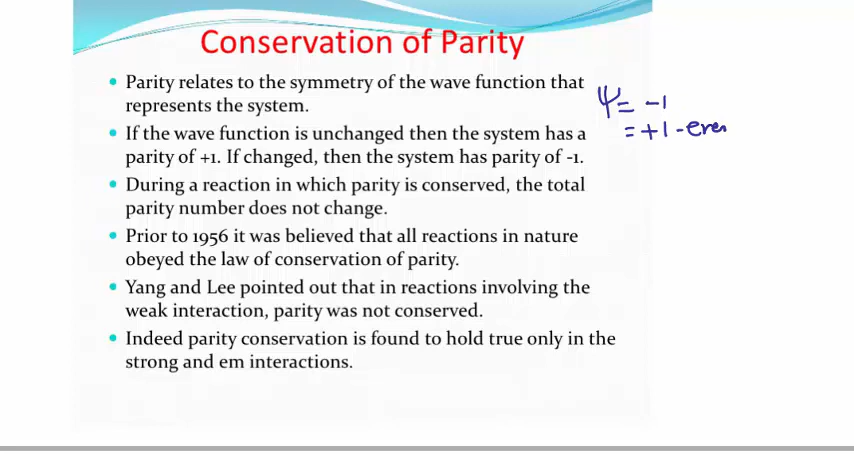 Conservation of Parity
• Parity relates to the symmetry of the wave function that
represents the system.
• If the wave function is unchanged then the system has a
parity of +1. If changed, then the system has parity of -1.
• During a reaction in which parity is conserved, the total
parity number does not change.
• Prior to 1956 it was believed that all reactions in nature
obeyed the law of conservation of parity.
• Yang and Lee pointed out that in reactions involving the
weak interaction, parity was not conserved.
• Indeed parity conservation is found to hold true only in the
strong and em interactions.
Ψ = -1
= +1 - even